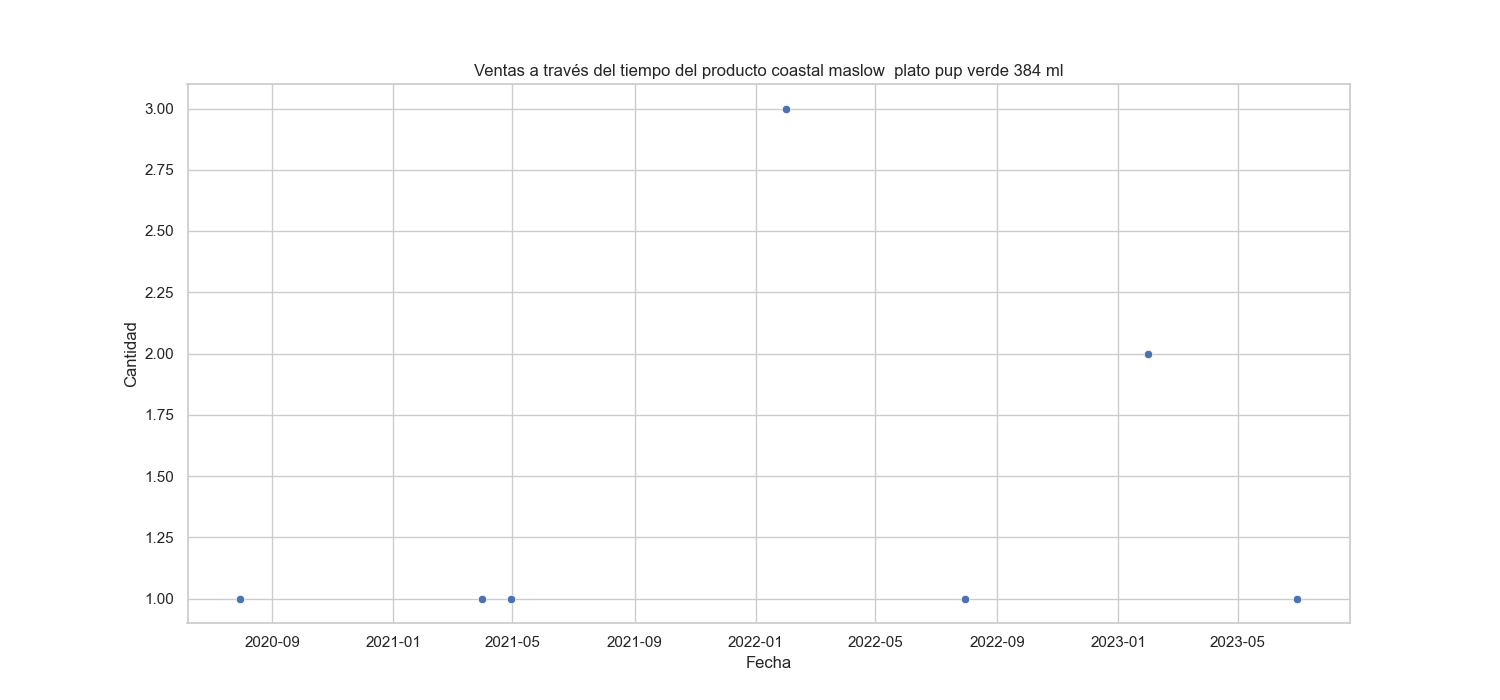 Ventas a través del tiempo del producto coastal maslow  plato pup verde 384 ml
3.00
2.75
2.50
2.25
2.00
1.75
1.50
1.25
1.00
Cantidad
2020-09 2021-01 2021-05 2021-09 2022-01 2022-05 2022-09 2023-01 2023-05
Fecha